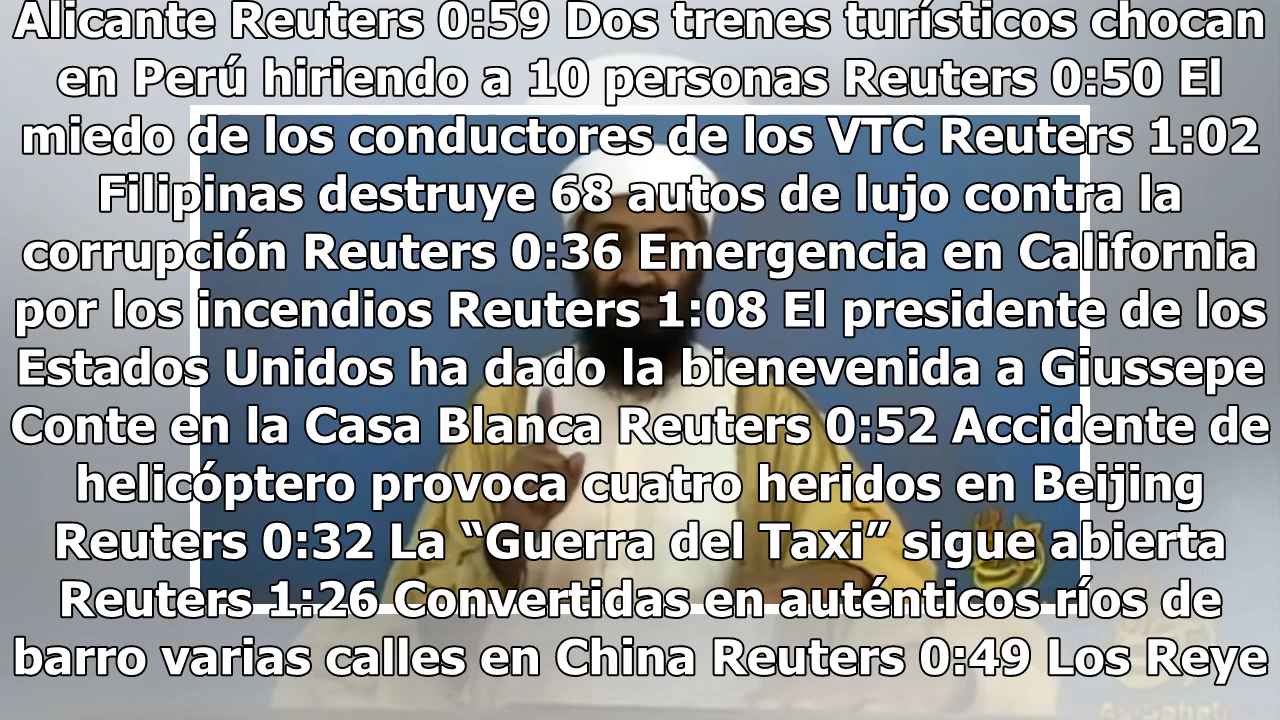 Alicante Reuters 0:59 Dos trenes turísticos chocan
en Perú hiriendo a 10 personas Reuters 0:50 El
miedo de los conductores de los VTC Reuters 1:02
Filipinas destruye 68 autos de lujo contra la
corrupción Reuters 0:36 Emergencia en California
por los incendios Reuters 1:08 El presidente de los
Estados Unidos ha dado la bienevenida a Giussepe
Conte en la Casa Blanca Reuters 0:52 Accidente de
helicóptero provoca cuatro heridos en Beijing
Reuters 0:32 La “Guerra del Taxi” sigue abierta
Reuters 1:26 Convertidas en auténticos ríos de
barro varias calles en China Reuters 0:49 Los Reye